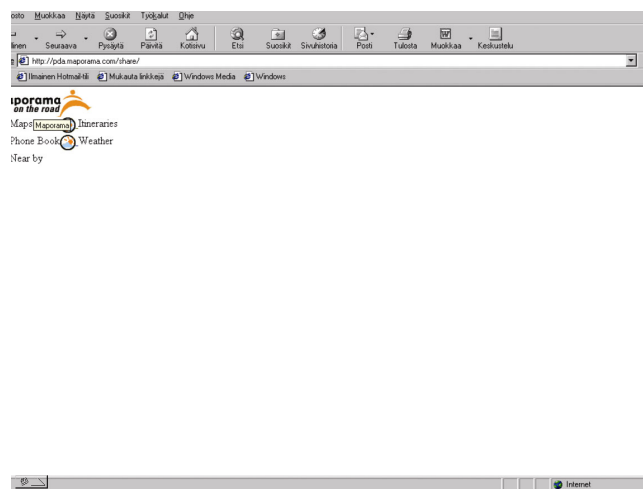 osto Muokkaa Näytä Suosikit Työkalut Ohje
linen Seuraava Pysäytä Päivitä Kotisivu Etsi Suosikit Sivuhistoria Posti Tulosta Muokkaa Keskustelu
http://pda.maporama.com/share/
Ilmainen Hotmail-tili Mukauta linkkejä Windows Media Windows
aporama
on the road
Maps Maporama Itineraries
Phone Book Weather
Near by
Internet